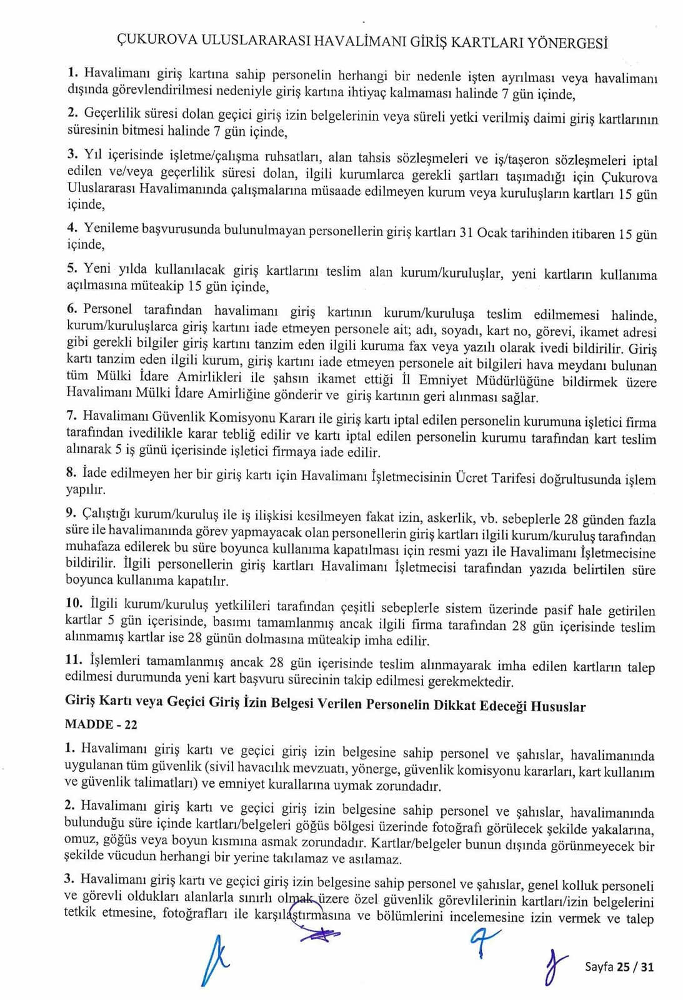 ÇUKUROVA ULUSLARARASI HAVALİMANI GİRİŞ KARTLARI YÖNERGESİ
1. Havalimanı giriş kartına sahip personelin herhangi bir nedenle işten ayrılması veya havalimanı
dışında görevlendirilmesi nedeniyle giriş kartına ihtiyaç kalmaması halinde 7 gün içinde,
2. Geçerlilik süresi dolan geçici giriş izin belgelerinin veya süreli yetki verilmiş daimi giriş kartlarının
süresinin bitmesi halinde 7 gün içinde,
3. Yıl içerisinde işletme/çalışma ruhsatları, alan tahsis sözleşmeleri ve iş/taşeron sözleşmeleri iptal
edilen ve/veya geçerlilik süresi dolan, ilgili kurumlarca gerekli şartları taşımadığı için Çukurova
Uluslararası Havalimanında çalışmalarına müsaade edilmeyen kurum veya kuruluşların kartları 15 gün
içinde,
4. Yenileme başvurusunda bulunulmayan personellerin giriş kartları 31 Ocak tarihinden itibaren 15 gün
içinde,
5. Yeni yılda kullanılacak giriş kartlarını teslim alan kurum/kuruluşlar, yeni kartların kullanıma
açılmasına müteakip 15 gün içinde,
6. Personel tarafından havalimanı giriş kartının kurum/kuruluşa teslim edilmemesi halinde,
kurum/kuruluşlarca giriş kartını iade etmeyen personele ait; adı, soyadı, kart no, görevi, ikamet adresi
gibi gerekli bilgiler giriş kartını tanzim eden ilgili kuruma fax veya yazılı olarak ivedi bildirilir. Giriş
kartı tanzim eden ilgili kurum, giriş kartını iade etmeyen personele ait bilgileri hava meydanı bulunan
tüm Mülki İdare Amirlikleri ile şahsın ikamet ettiği İl Emniyet Müdürlüğüne bildirmek üzere
Havalimanı Mülki İdare Amirliğine gönderir ve giriş kartının geri alınması sağlar.
7. Havalimanı Güvenlik Komisyonu Kararı ile giriş kartı iptal edilen personelin kurumuna işletici firma
tarafından ivedilikle karar tebliğ edilir ve kartı iptal edilen personelin kurumu tarafından kart teslim
alınarak 5 iş günü içerisinde işletici firmaya iade edilir.
8. İade edilmeyen her bir giriş kartı için Havalimanı İşletmecisinin Ücret Tarifesi doğrultusunda işlem
yapılır.
9. Çalıştığı kurum/kuruluş ile iş ilişkisi kesilmeyen fakat izin, askerlik, vb. sebeplerle 28 günden fazla
süre ile havalimanında görev yapmayacak olan personellerin giriş kartları ilgili kurum/kuruluş tarafından
muhafaza edilerek bu süre boyunca kullanıma kapatılması için resmi yazı ile Havalimanı İşletmecisine
bildirilir. İlgili personellerin giriş kartları Havalimanı İşletmecisi tarafından yazıda belirtilen süre
boyunca kullanıma kapatılır.
10. İlgili kurum/kuruluş yetkilileri tarafından çeşitli sebeplerle sistem üzerinde pasif hale getirilen
kartlar 5 gün içerisinde, basımı tamamlanmış ancak ilgili firma tarafından 28 gün içerisinde teslim
alınmamış kartlar ise 28 günün dolmasına müteakip imha edilir.
11. İşlemleri tamamlanmış ancak 28 gün içerisinde teslim alınmayarak imha edilen kartların talep
edilmesi durumunda yeni kart başvuru sürecinin takip edilmesi gerekmektedir.
Giriş Kartı veya Geçici Giriş İzin Belgesi Verilen Personelin Dikkat Edeceği Hususlar
MADDE - 22
1. Havalimanı giriş kartı ve geçici giriş izin belgesine sahip personel ve şahıslar, havalimanında
uygulanan tüm güvenlik (sivil havacılık mevzuatı, yönerge, güvenlik komisyonu kararları, kart kullanım
ve güvenlik talimatları) ve emniyet kurallarına uymak zorundadır.
2. Havalimanı giriş kartı ve geçici giriş izin belgesine sahip personel ve şahıslar, havalimanında
bulunduğu süre içinde kartları/belgeleri göğüs bölgesi üzerinde fotoğrafı görülecek şekilde yakalarına,
omuz, göğüs veya boyun kısmına asmak zorundadır. Kartlar/belgeler bunun dışında görünmeyecek bir
şekilde vücudun herhangi bir yerine takılamaz ve asılamaz.
3. Havalimanı giriş kartı ve geçici giriş izin belgesine sahip personel ve şahıslar, genel kolluk personeli
ve görevli oldukları alanlarla sınırlı olmak üzere özel güvenlik görevlilerinin kartları/izin belgelerini
tetkik etmesine, fotoğrafları ile karşılaştırmasına ve bölümlerini incelemesine izin vermek ve talep
Sayfa 25 / 31